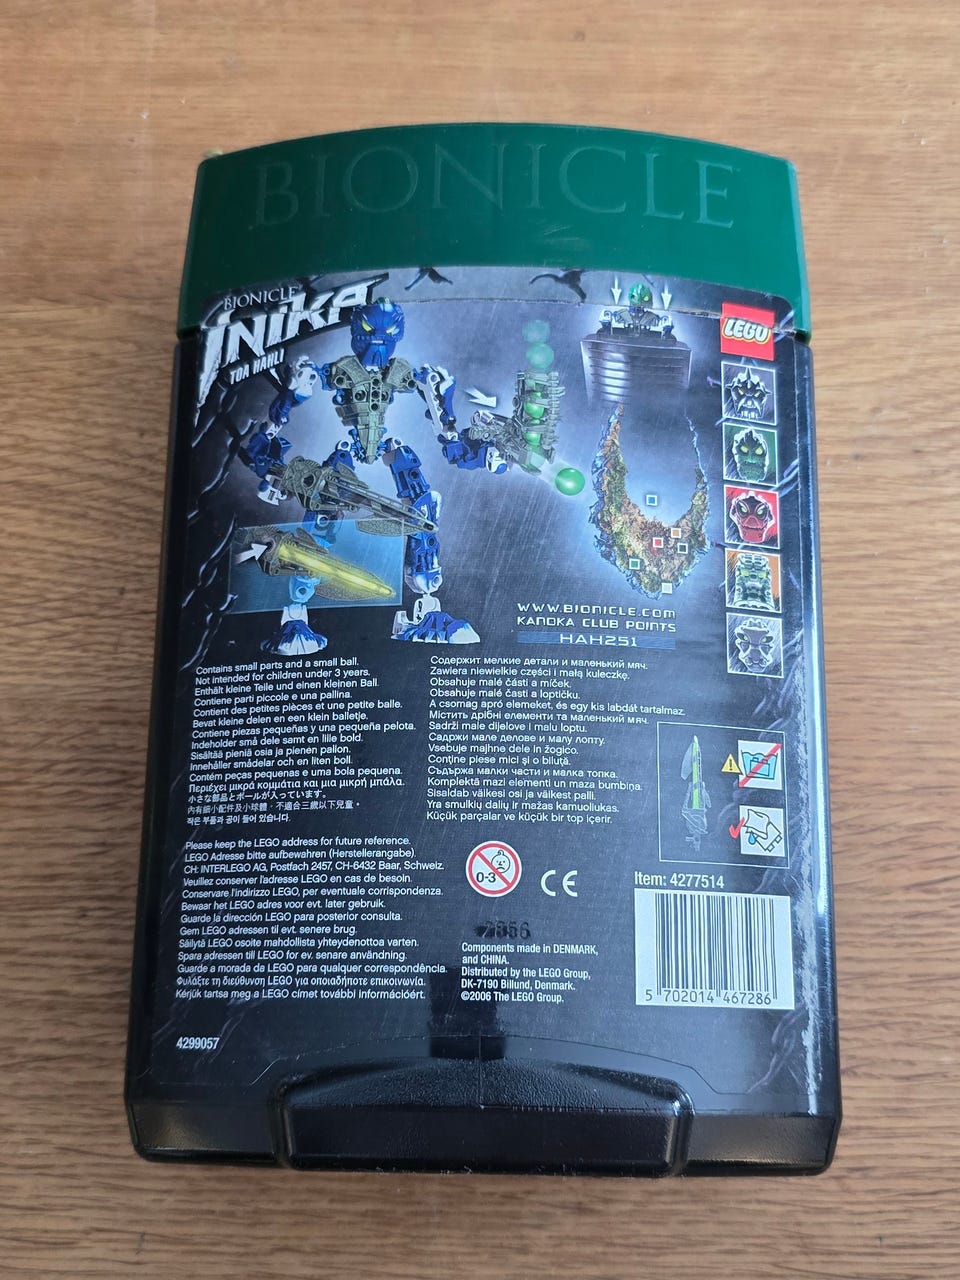 BIONICLE
BIONICLE
INIKA
TOA HAHLI
LEGO
WWW.BIONICLE.COM
KANOKA CLUB POINTS
HAH251
Contains small parts and a small ball.
Not intended for children under 3 years.
Enthält kleine Teile und einen kleinen Ball.
Contiene parti piccole e una pallina.
Contient des petites pièces et une petite balle.
Bevat kleine delen en een klein balletje.
Contiene piezas pequeñas y una pequeña pelota.
Indeholder små dele samt en lille bold.
Sisältää pieniä osia ja pienen pallon.
Innehåller smådelar och en liten boll.
Contém peças pequenas e uma bola pequena.
Περιέχει μικρά κομμάτια και μια μικρή μπάλα.
小さな部品とボールが入っています。
內有細小配件及小球體，不適合三歲以下兒童。
작은 부품과 공이 들어 있습니다.
Содержит мелкие детали и маленький мяч.
Zawiera niewielkie części i małą kuleczkę.
Obsahuje malé části a míček.
Obsahuje malé časti a loptičku.
A csomag apró elemeket, és egy kis labdát tartalmaz.
Містить дрібні елементи та маленький мяч.
Sadrži male dijelove i malu loptu.
Садржи мале делове и малу лопту.
Vsebuje majhne dele in žogico.
Conţine piese mici şi o biluţă.
Съдържа малки части и малка топка.
Komplektā mazi elementi un maza bumbiņa.
Sisaldab väikesi osi ja väikest palli.
Yra smulkių dalių ir mažas kamuoliukas.
Küçük parçalar ve küçük bir top içerir.
Please keep the LEGO address for future reference.
LEGO Adresse bitte aufbewahren (Herstellerangabe).
CH: INTERLEGO AG, Postfach 2457, CH-6432 Baar, Schweiz.
Veuillez conserver l'adresse LEGO en cas de besoin.
Conservare l'indirizzo LEGO, per eventuale corrispondenza.
Bewaar het LEGO adres voor evt. later gebruik.
Guarde la dirección LEGO para posterior consulta.
Gem LEGO adressen til evt. senere brug.
Säilytä LEGO osoite mahdollista yhteydenottoa varten.
Spara adressen till LEGO for ev. senare användning.
Guarde a morada da LEGO para qualquer correspondência.
Φυλάξτε τη διεύθυνση LEGO για οποιαδήποτε επικοινωνία.
Kérjük tartsa meg a LEGO címet további információért.
4299057
0-3
CE
Components made in DENMARK,
and CHINA.
Distributed by the LEGO Group,
DK-7190 Billund, Denmark.
©2006 The LEGO Group.
Item: 4277514
5 702014 467286